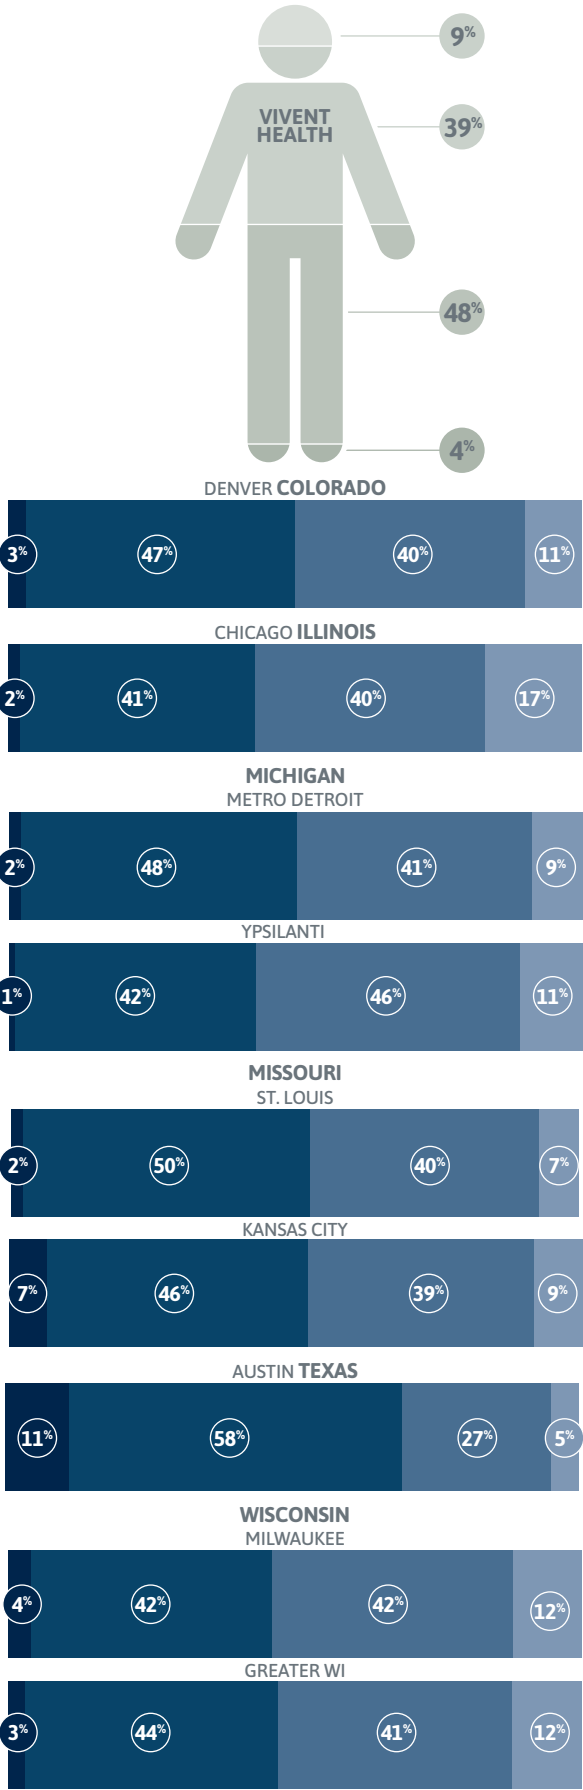 9%
VIVENT
HEALTH
39%
48%
4%
DENVER COLORADO
3% 47% 40% 11%
CHICAGO ILLINOIS
2% 41% 40% 17%
MICHIGAN
METRO DETROIT
2% 48% 41% 9%
YPSILANTI
1% 42% 46% 11%
MISSOURI
ST. LOUIS
2% 50% 40% 7%
KANSAS CITY
7% 46% 39% 9%
AUSTIN TEXAS
11% 58% 27% 5%
WISCONSIN
MILWAUKEE
4% 42% 42% 12%
GREATER WI
3% 44% 41% 12%